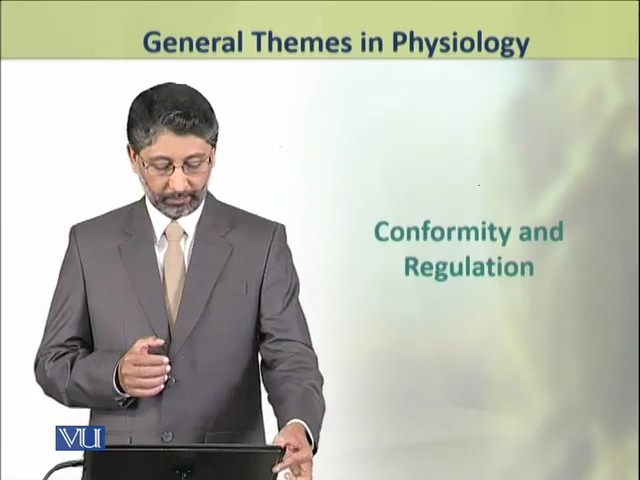 General Themes in Physiology
Conformity and
Regulation
VU